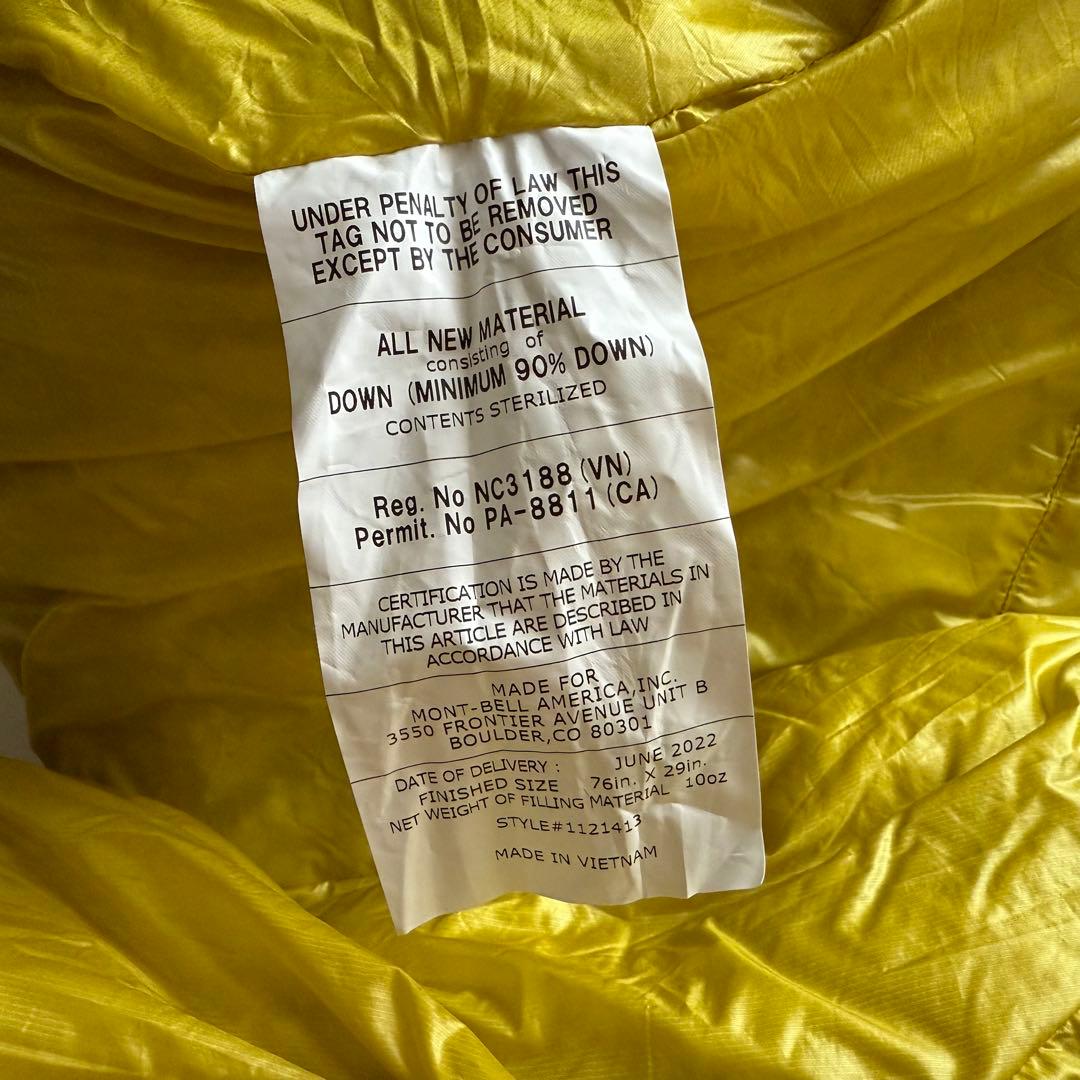 UNDER PENALTY OF LAW THIS
TAG NOT TO BE REMOVED
EXCEPT BY THE CONSUMER
ALL NEW MATERIAL
consisting of
DOWN (MINIMUM 90% DOWN)
CONTENTS STERILIZED
Reg. No NC3188 (VN)
Permit. No PA-8811 (CA)
CERTIFICATION IS MADE BY THE
MANUFACTURER THAT THE MATERIALS IN
THIS ARTICLE ARE DESCRIBED IN
ACCORDANCE WITH LAW
MADE FOR
MONT-BELL AMERICA,INC.
3550 FRONTIER AVENUE UNIT B
BOULDER,CO 80301
DATE OF DELIVERY : JUNE 2022
FINISHED SIZE 76in. X 29in.
NET WEIGHT OF FILLING MATERIAL 10oz
STYLE#1121413
MADE IN VIETNAM